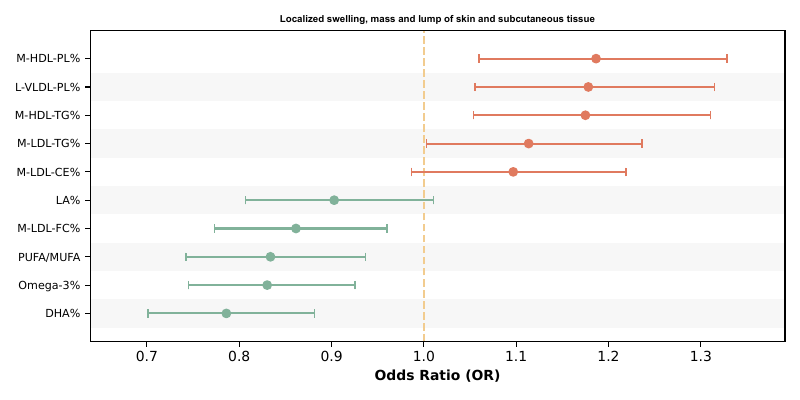 Localized swelling, mass and lump of skin and subcutaneous tissue
M-HDL-PL%
L-VLDL-PL%
M-HDL-TG%
M-LDL-TG%
M-LDL-CE%
LA%
M-LDL-FC%
PUFA/MUFA
Omega-3%
DHA%
0.7 0.8 0.9 1.0 1.1 1.2 1.3
Odds Ratio (OR)